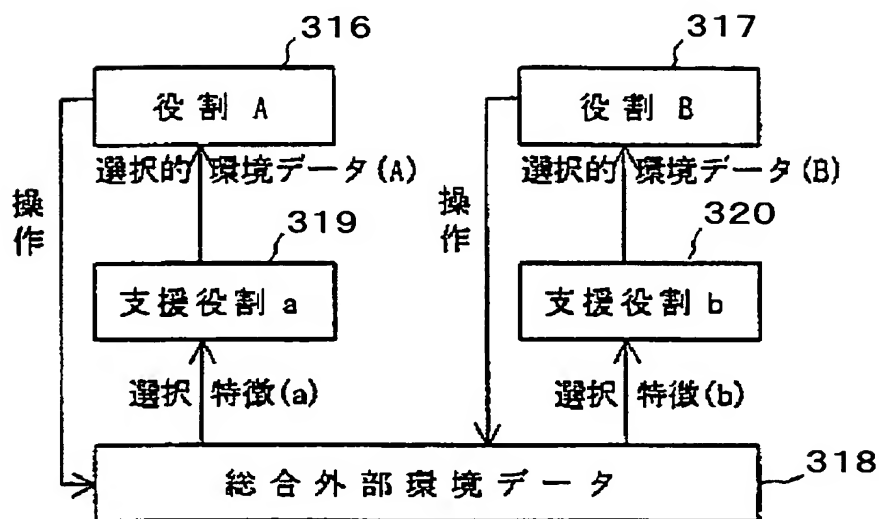 316
317
役割 A
役割 B
選択的 環境データ(A)
選択的 環境データ(B)
操作
操作
319
320
支援役割 a
支援役割 b
選択 特徴(a)
選択 特徴(b)
総合外部環境データ
318